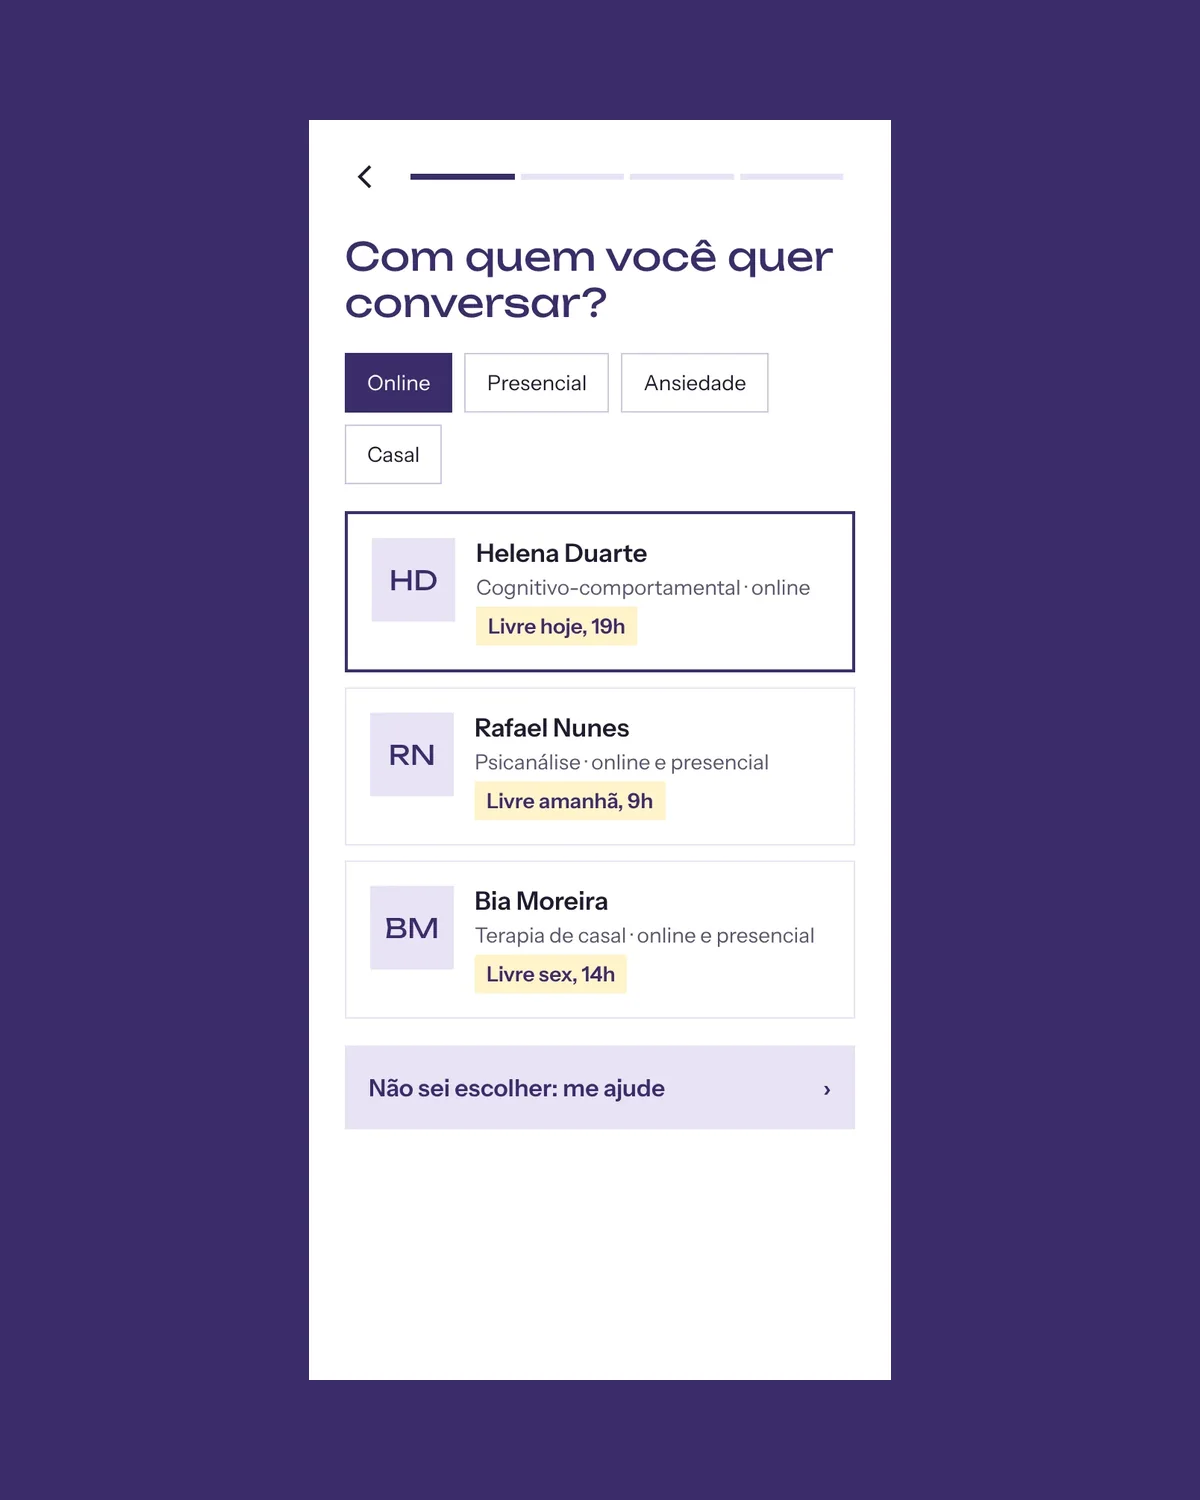 Com quem você quer
conversar?
Online
Presencial
Ansiedade
Casal
HD
Helena Duarte
Cognitivo-comportamental · online
Livre hoje, 19h
RN
Rafael Nunes
Psicanálise · online e presencial
Livre amanhã, 9h
BM
Bia Moreira
Terapia de casal · online e presencial
Livre sex, 14h
Não sei escolher: me ajude ›